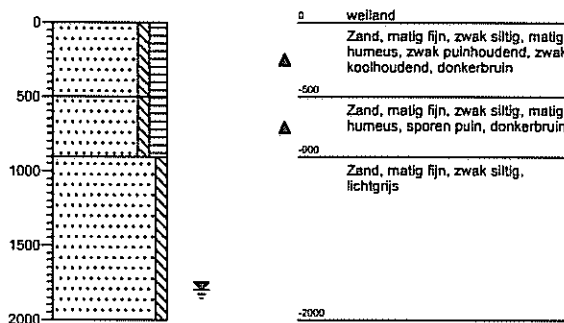 0
500
1000
1500
2000
0 weiland
Zand, matig fijn, zwak siltig, matig
humeus, zwak puinhoudend, zwak
koolhoudend, donkerbruin
-500
Zand, matig fijn, zwak siltig, matig
humeus, sporen puin, donkerbruin
-900
Zand, matig fijn, zwak siltig,
lichtgrijs
-2000